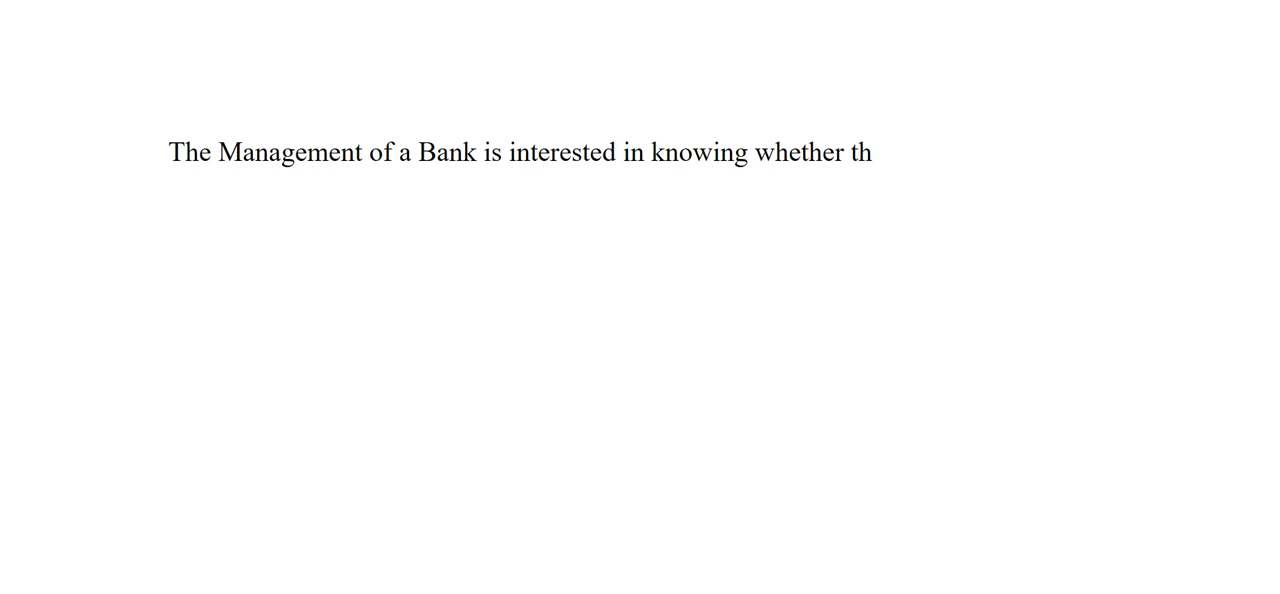 The Management of a Bank is interested in knowing whether th